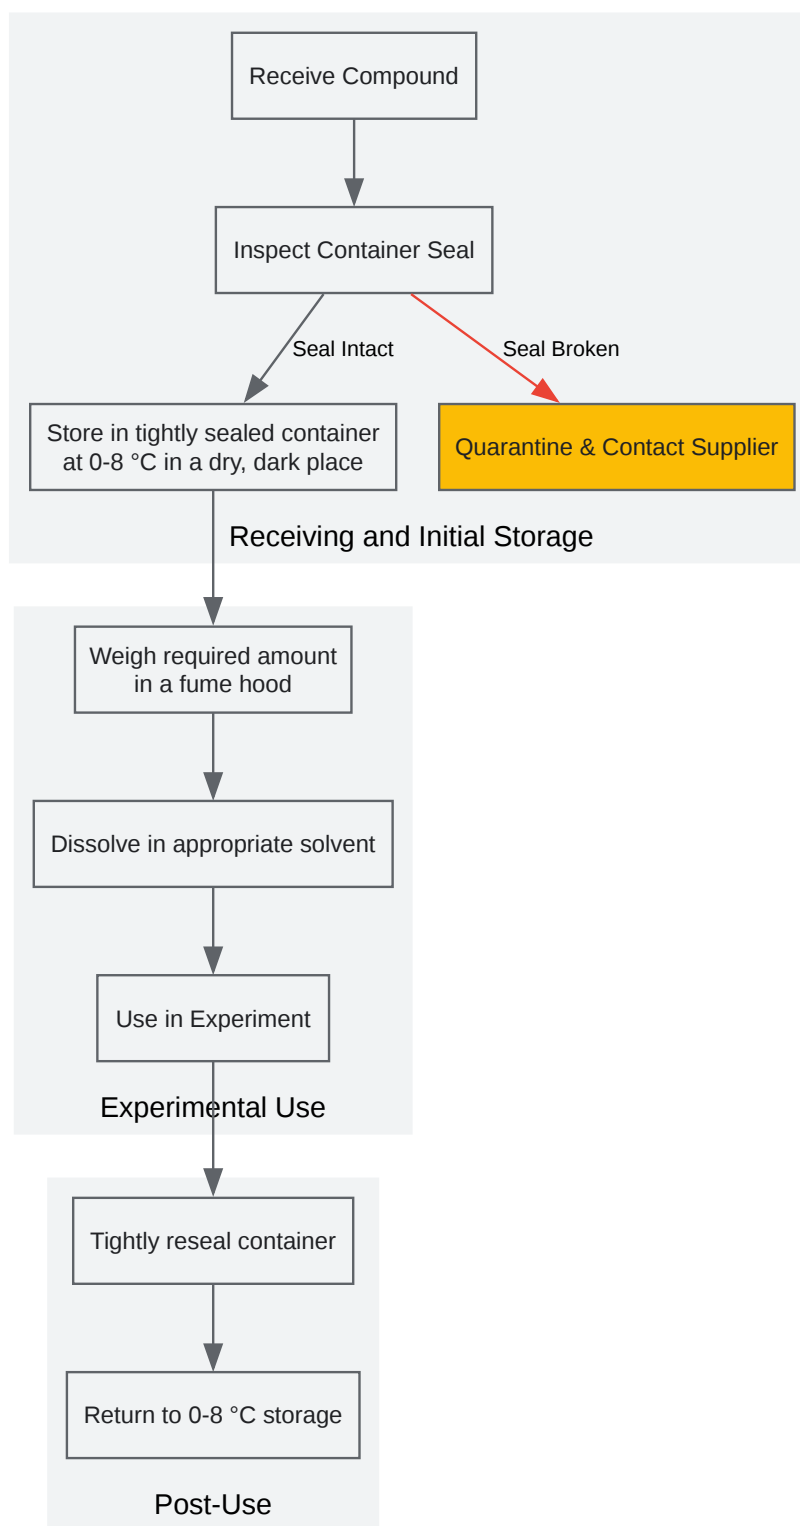 Receive Compound
Inspect Container Seal
Seal Intact
Seal Broken
Store in tightly sealed container
at 0-8 °C in a dry, dark place
Quarantine & Contact Supplier
Receiving and Initial Storage
Weigh required amount
in a fume hood
Dissolve in appropriate solvent
Use in Experiment
Experimental Use
Tightly reseal container
Return to 0-8 °C storage
Post-Use